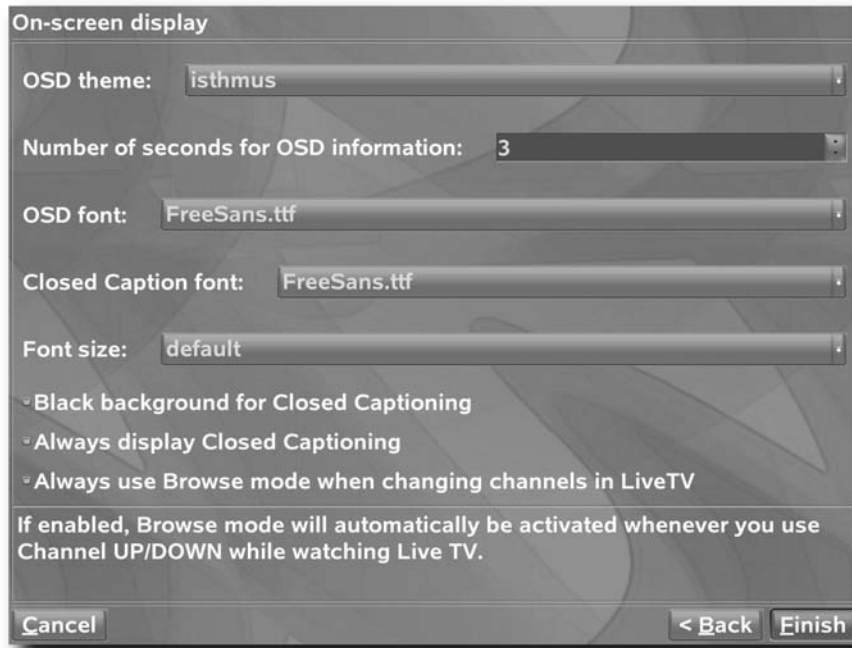 On-screen display
OSD theme: isthmus
Number of seconds for OSD information: 3
OSD font: FreeSans.ttf
Closed Caption font: FreeSans.ttf
Font size: default
Black background for Closed Captioning
Always display Closed Captioning
Always use Browse mode when changing channels in LiveTV
If enabled, Browse mode will automatically be activated whenever you use
Channel UP/DOWN while watching Live TV.
Cancel < Back Finish